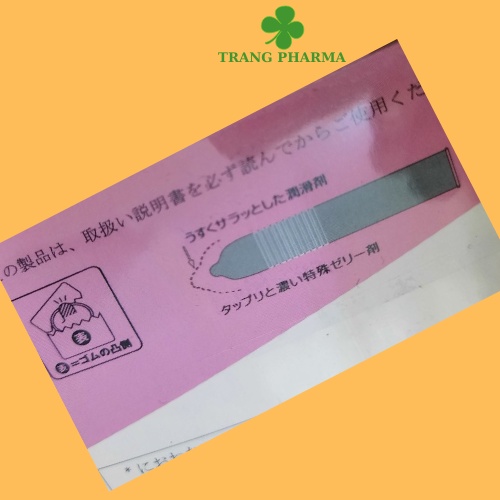 TRANG PHARMA
の製品は、取扱い説明書を必ず読んでからご使用くだ
うすくサラッとした潤滑剤
タップリと濃い特殊ゼリー剤
表
表=ゴムの凸側